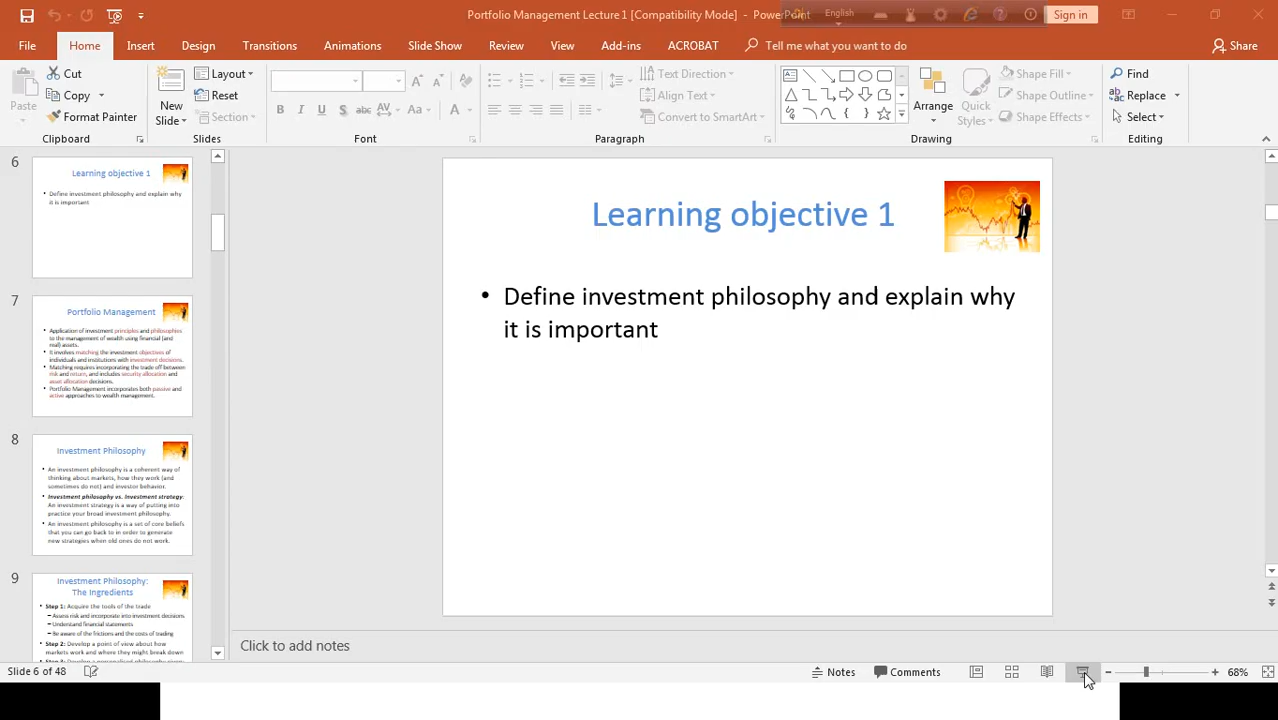 Portfolio Management Lecture 1 [Compatibility Mode] - PowerPoint
English
Sign in
File Home Insert Design Transitions Animations Slide Show Review View Add-ins ACROBAT Tell me what you want to do Share
Paste
Cut
Copy
Format Painter
Clipboard
New Slide
Layout
Reset
Section
Slides
B I U S abc AV Aa A
Font
Text Direction
Align Text
Convert to SmartArt
Paragraph
Arrange
Quick Styles
Shape Fill
Shape Outline
Shape Effects
Drawing
Find
Replace
Select
Editing
6
Learning objective 1
• Define investment philosophy and explain why
it is important
7
Portfolio Management
• Application of investment principles and philosophies
to the management of wealth using financial (and
real) assets.
• It involves matching the investment objectives of
individuals and institutions with investment decisions.
• Matching requires incorporating the trade off between
risk and return, and includes security allocation and
asset allocation decisions.
• Portfolio Management incorporates both passive and
active approaches to wealth management.
8
Investment Philosophy
• An investment philosophy is a coherent way of
thinking about markets, how they work (and
sometimes do not) and investor behavior.
• Investment philosophy vs. Investment strategy:
An investment strategy is a way of putting into
practice your broad investment philosophy.
• An investment philosophy is a set of core beliefs
that you can go back to in order to generate
new strategies when old ones do not work.
9
Investment Philosophy:
The Ingredients
• Step 1: Acquire the tools of the trade
– Assess risk and incorporate into investment decisions
– Understand financial statements
– Be aware of the frictions and the costs of trading
• Step 2: Develop a point of view about how
markets work and where they might break down
Learning objective 1
• Define investment philosophy and explain why
it is important
Click to add notes
Slide 6 of 48
Notes
Comments
68%